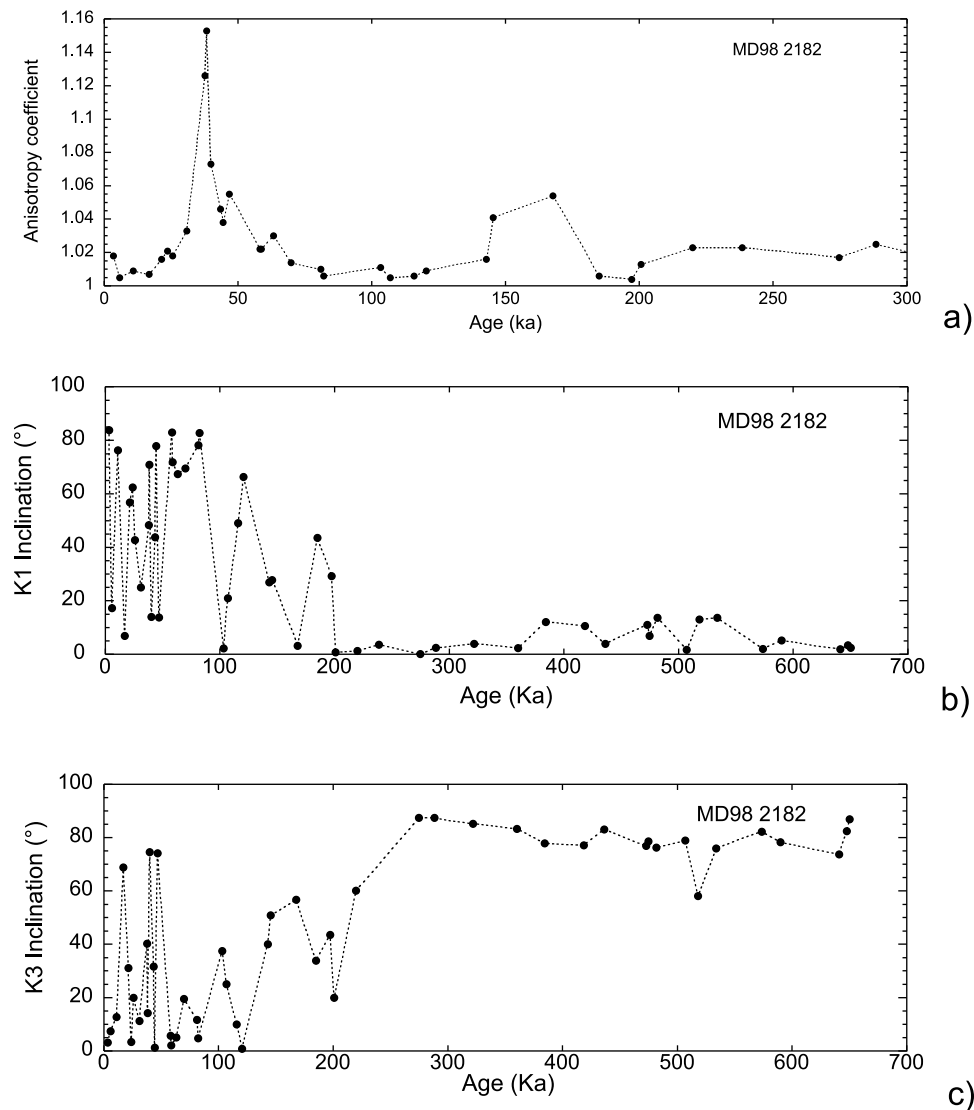 1.16
1.14
1.12
1.1
1.08
1.06
1.04
1.02
1
Anisotropy coefficient
MD98 2182
0 50 100 150 200 250 300
Age (ka)
a)
100
80
60
40
20
0
K1 Inclination (°)
MD98 2182
0 100 200 300 400 500 600 700
Age (Ka)
b)
100
80
60
40
20
0
K3 Inclination (°)
MD98 2182
0 100 200 300 400 500 600 700
Age (Ka)
c)